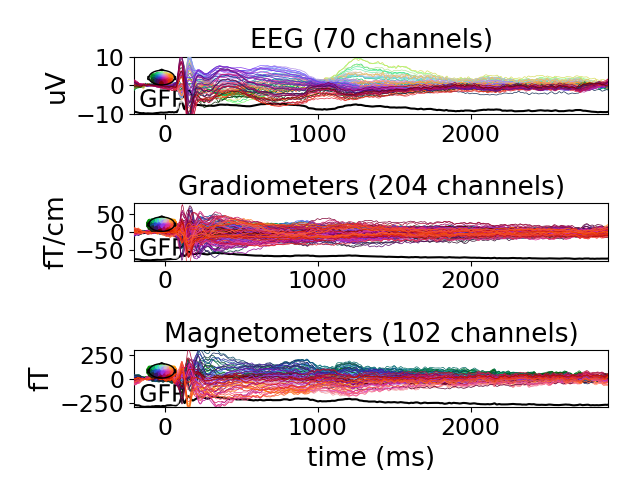 EEG (70 channels)
10
0
−10
uV
GFP
0 1000 2000
Gradiometers (204 channels)
50
0
−50
fT/cm
GFP
0 1000 2000
Magnetometers (102 channels)
250
0
−250
fT
GFP
0 1000 2000
time (ms)